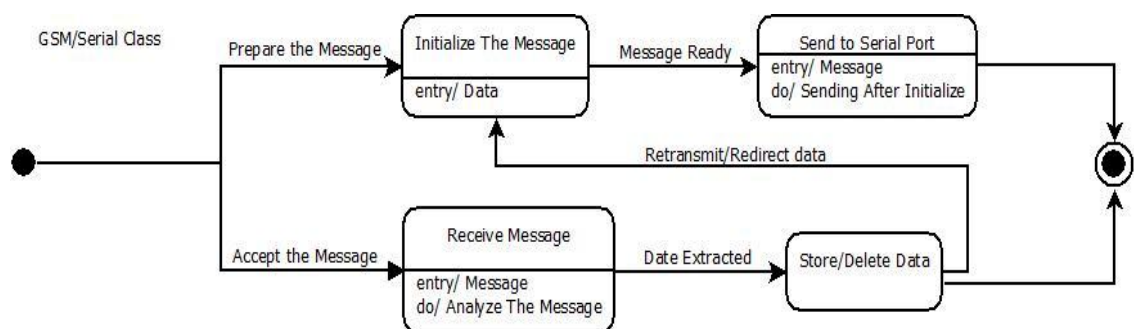 GSM/Serial Class
Prepare the Message
Initialize The Message
entry/ Data
Message Ready
Send to Serial Port
entry/ Message
do/ Sending After Initialize
Retransmit/Redirect data
Accept the Message
Receive Message
entry/ Message
do/ Analyze The Message
Date Extracted
Store/Delete Data